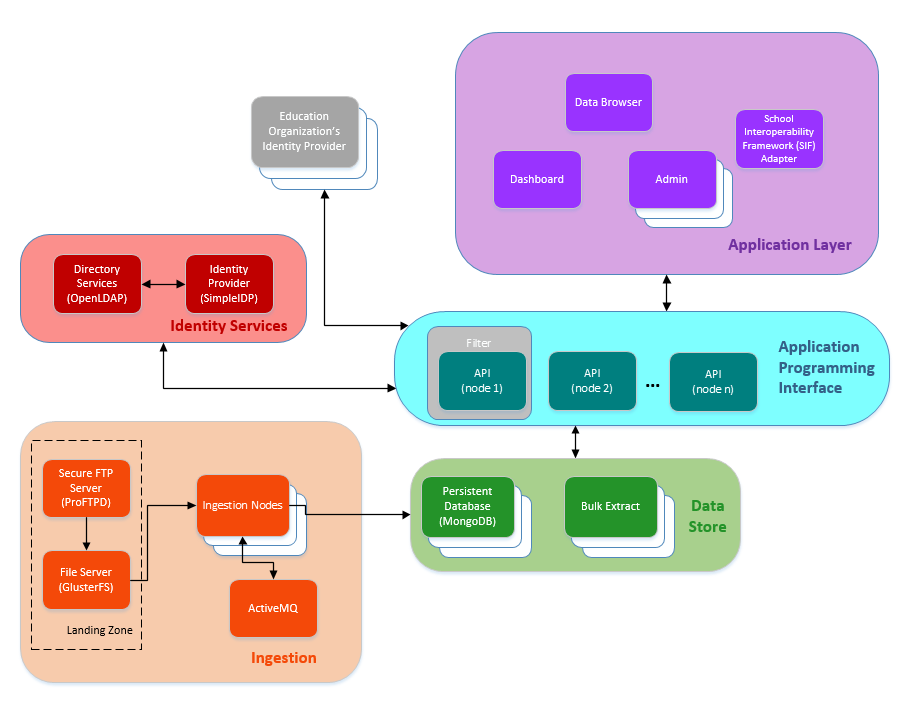 Data Browser
School
Interoperability
Framework (SIF)
Adapter
Dashboard
Admin
Application Layer
Education
Organization's
Identity Provider
Directory
Services
(OpenLDAP)
Identity
Provider
(SimpleIDP)
Identity Services
Filter
API
(node 1)
API
(node 2)
...
API
(node n)
Application
Programming
Interface
Secure FTP
Server
(ProFTPD)
File Server
(GlusterFS)
Landing Zone
Ingestion Nodes
ActiveMQ
Ingestion
Persistent
Database
(MongoDB)
Bulk Extract
Data
Store